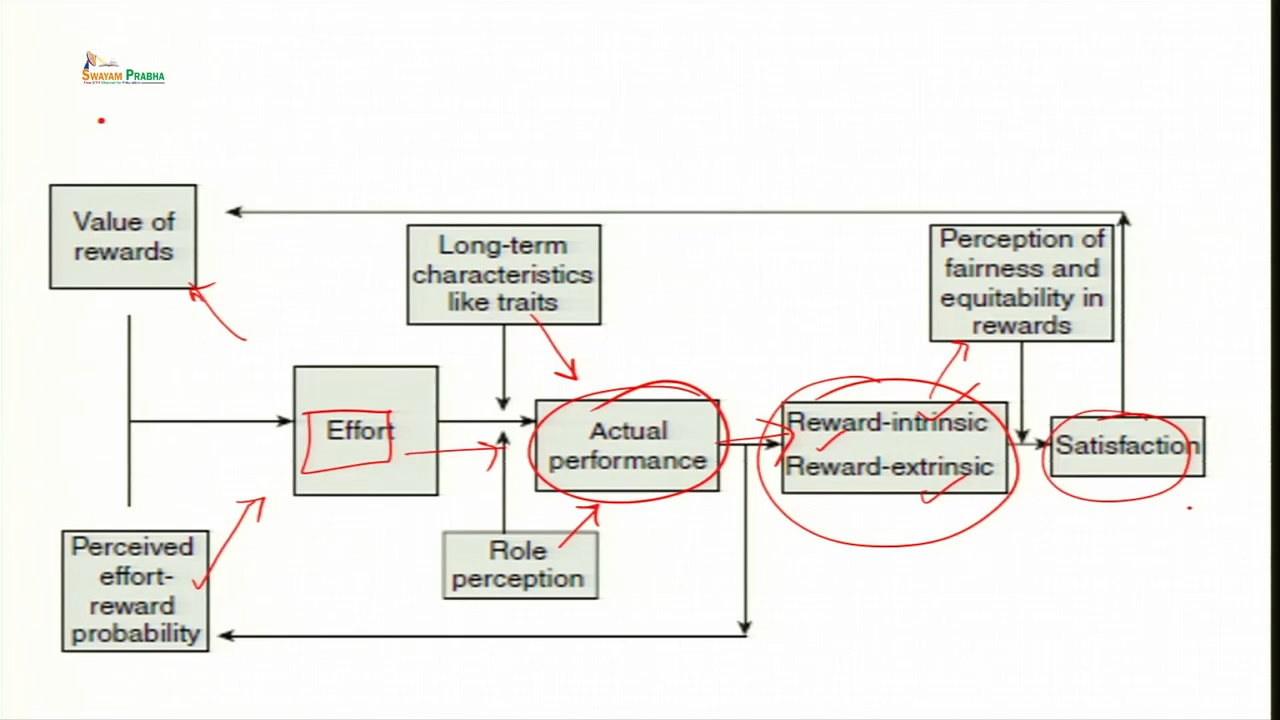 SWAYAM PRABHA
Value of
rewards
Long-term
characteristics
like traits
Perception of
fairness and
equitability in
rewards
Effort
Actual
performance
Reward-intrinsic
Reward-extrinsic
Satisfaction
Perceived
effort-
reward
probability
Role
perception